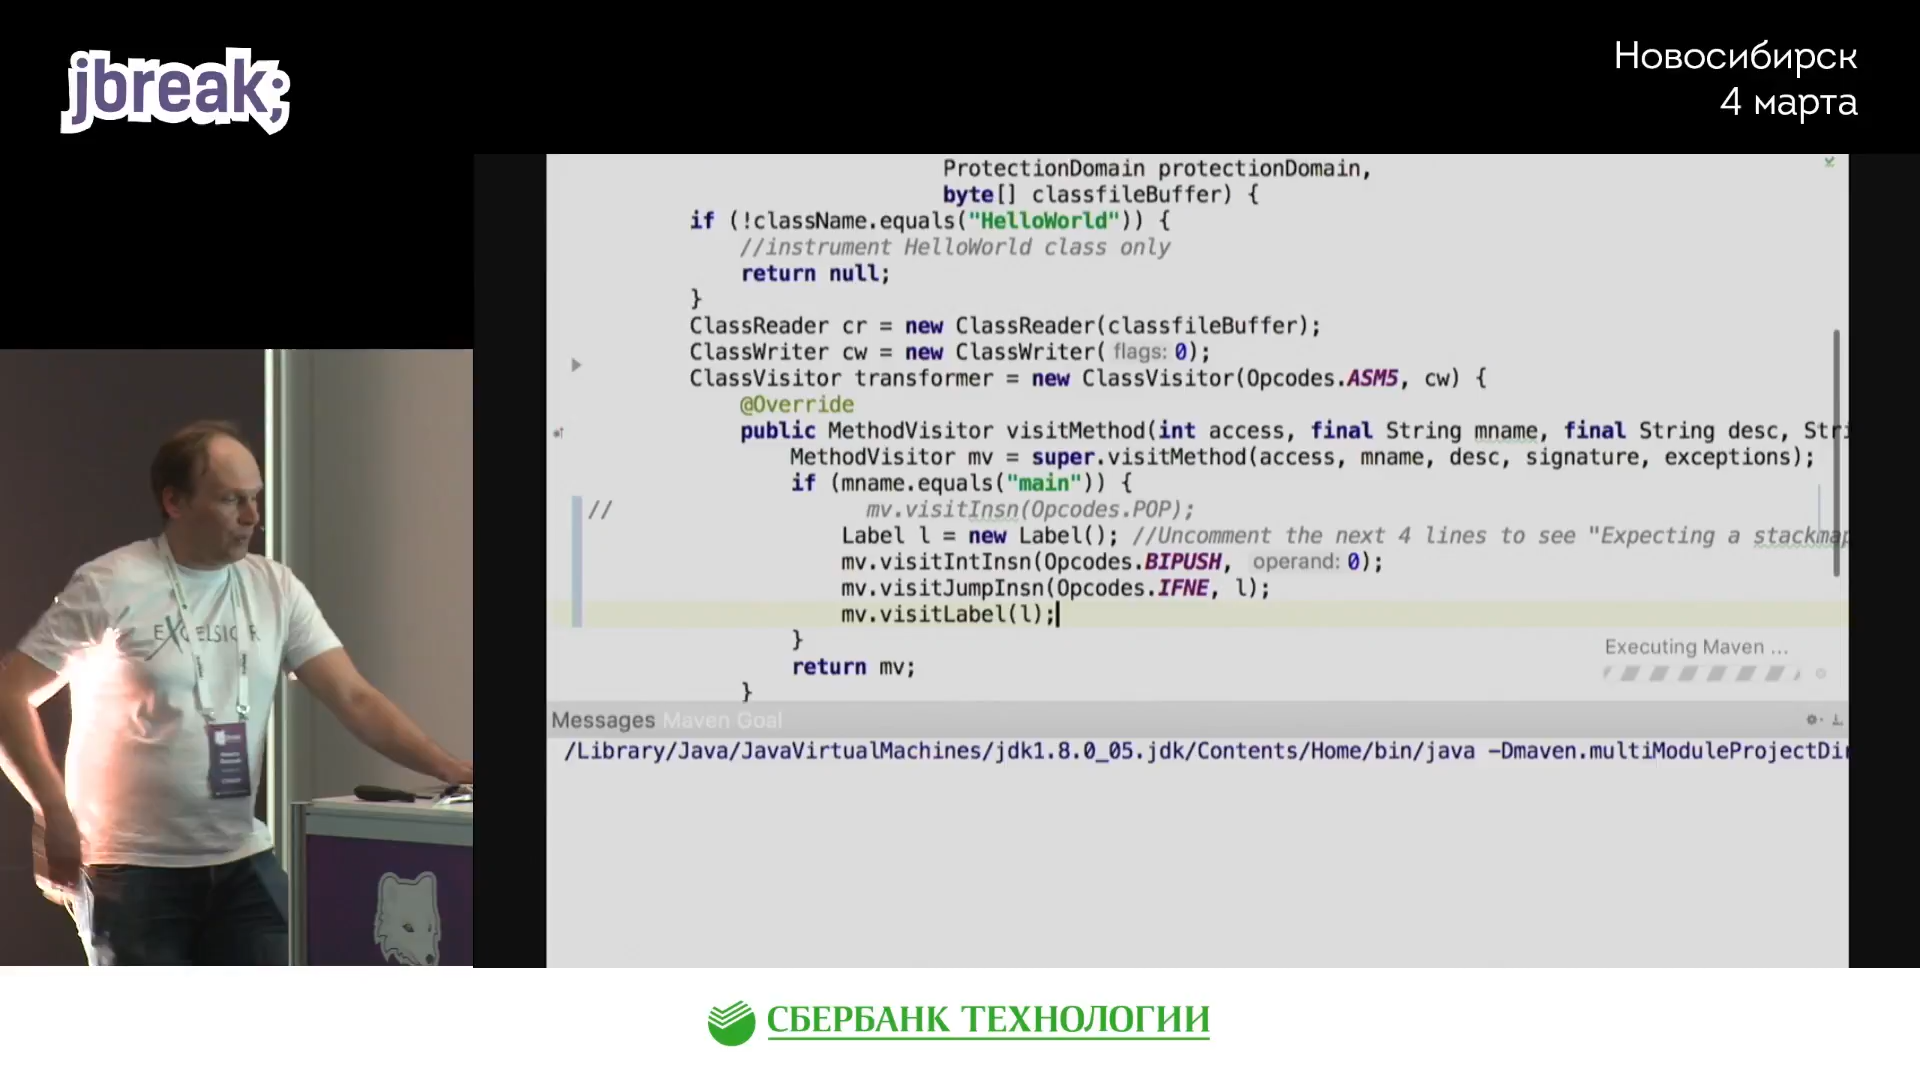 jbreak;
Новосибирск
4 марта
ProtectionDomain protectionDomain,
byte[] classfileBuffer) {
if (!className.equals("HelloWorld")) {
//instrument HelloWorld class only
return null;
}
ClassReader cr = new ClassReader(classfileBuffer);
ClassWriter cw = new ClassWriter( flags: 0);
ClassVisitor transformer = new ClassVisitor(Opcodes.ASM5, cw) {
@Override
public MethodVisitor visitMethod(int access, final String mname, final String desc, Stri
MethodVisitor mv = super.visitMethod(access, mname, desc, signature, exceptions);
if (mname.equals("main")) {
// mv.visitInsn(Opcodes.POP);
Label l = new Label(); //Uncomment the next 4 lines to see "Expecting a stackmap
mv.visitIntInsn(Opcodes.BIPUSH, operand: 0);
mv.visitJumpInsn(Opcodes.IFNE, l);
mv.visitLabel(l);
}
return mv;
}
Executing Maven ...
Messages Maven Goal
/Library/Java/JavaVirtualMachines/jdk1.8.0_05.jdk/Contents/Home/bin/java -Dmaven.multiModuleProjectDir
EXCELSIOR
СБЕРБАНК ТЕХНОЛОГИИ